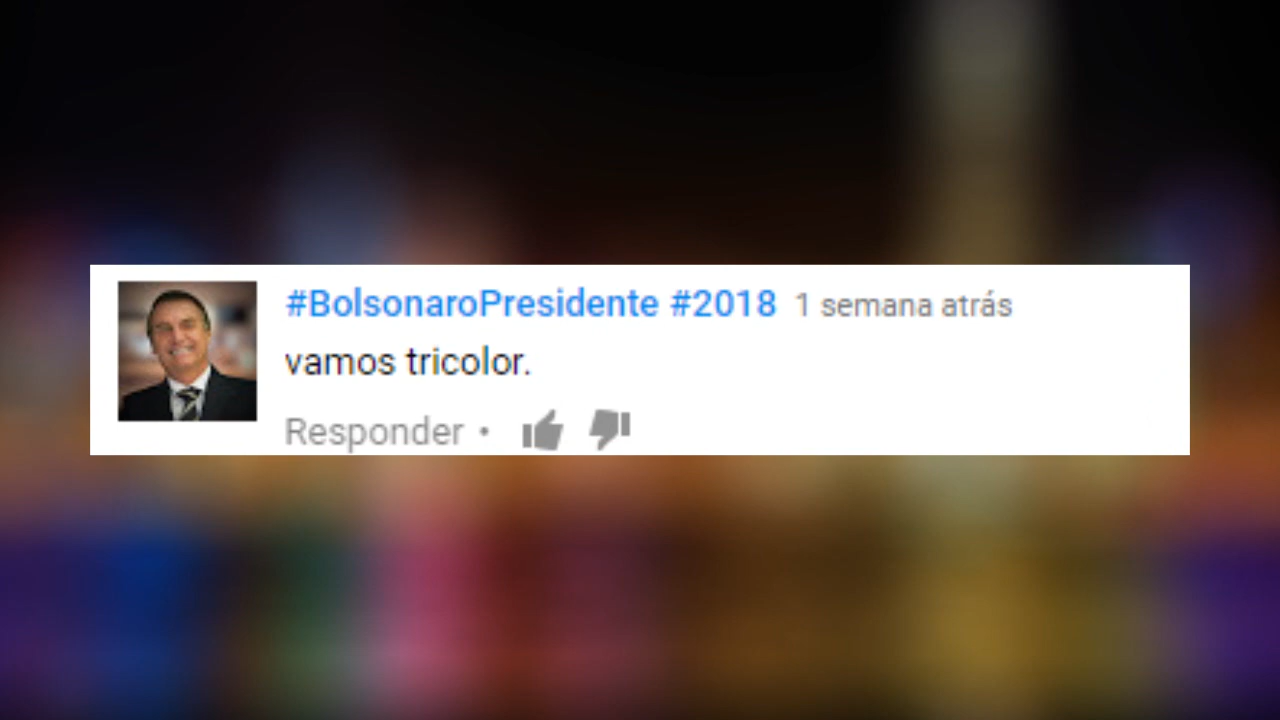 #BolsonaroPresidente #2018 1 semana atrás
vamos tricolor.
Responder •